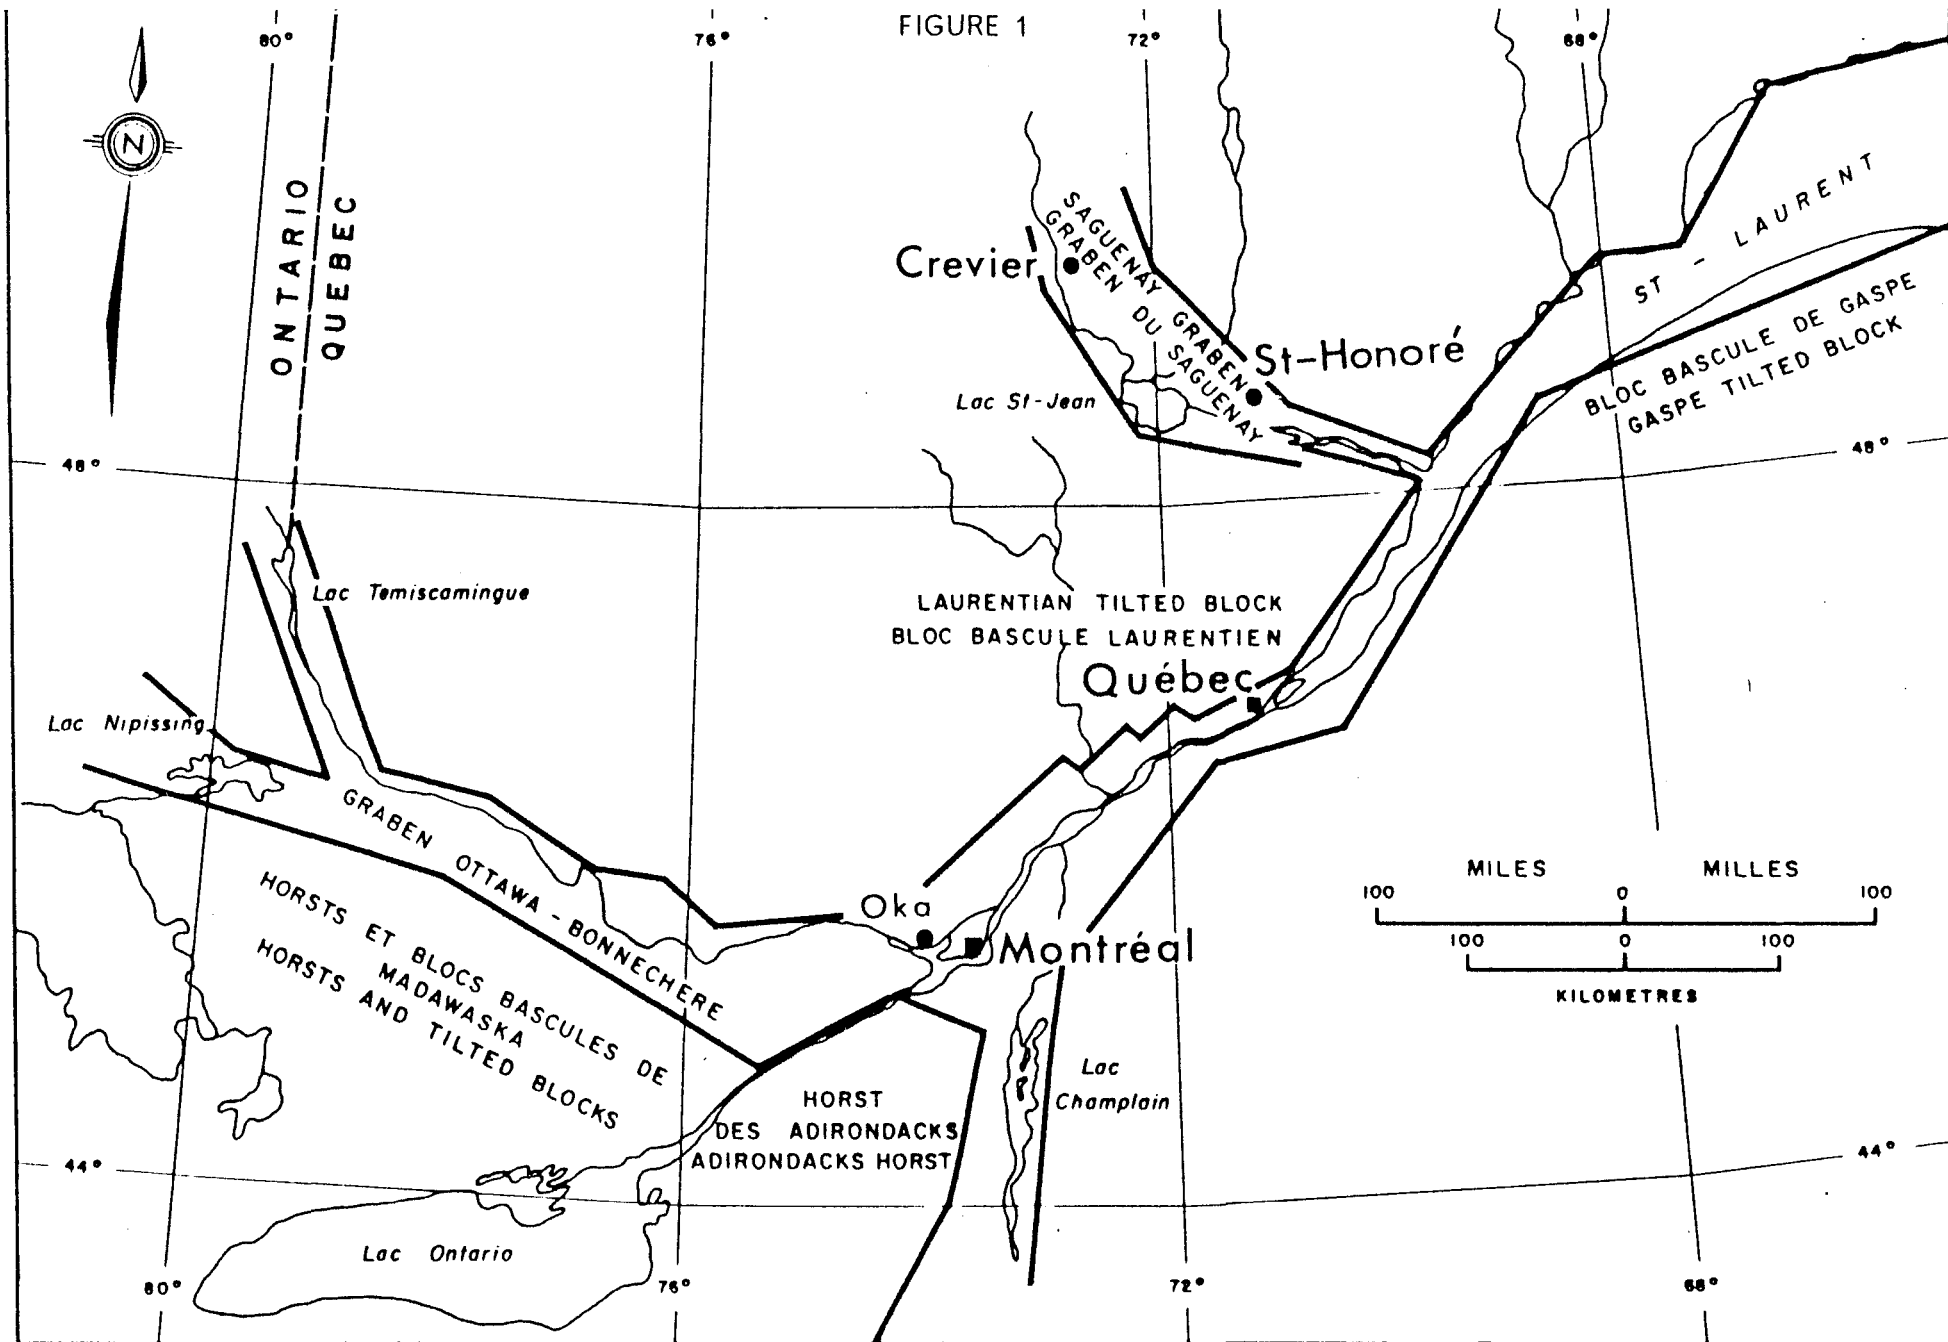 FIGURE 1
80°
76°
72°
68°
N
ONTARIO
QUEBEC
SAGUENAY GRABEN
GRABEN DU SAGUENAY
Crevier
St-Honoré
Lac St-Jean
ST - LAURENT
BLOC BASCULE DE GASPE
GASPE TILTED BLOCK
48°
48°
Lac Temiscamingue
LAURENTIAN TILTED BLOCK
BLOC BASCULE LAURENTIEN
Québec
Lac Nipissing
GRABEN OTTAWA - BONNECHERE
HORSTS ET BLOCS BASCULES DE
MADAWASKA
HORSTS AND TILTED BLOCKS
Oka
Montréal
MILES MILLES
100 0 100
100 0 100
KILOMETRES
Lac
Champlain
HORST
DES ADIRONDACKS
ADIRONDACKS HORST
44°
44°
Lac Ontario
80°
76°
72°
68°